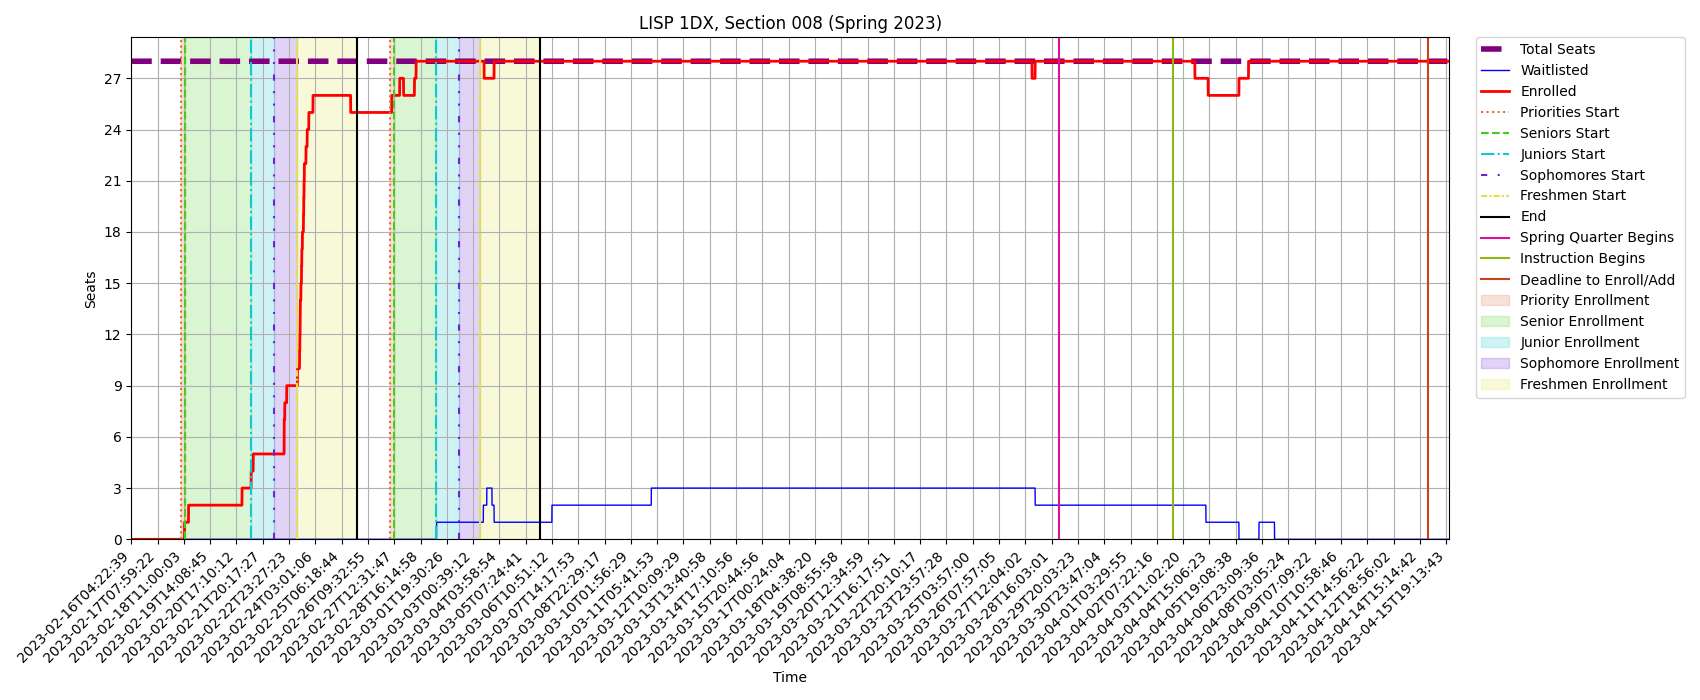 LISP 1DX, Section 008 (Spring 2023)
27
24
21
18
15
12
9
6
3
0
Seats
2023-02-16T04:22:39
2023-02-17T07:59:22
2023-02-18T11:00:03
2023-02-19T14:08:45
2023-02-20T17:10:12
2023-02-21T20:17:27
2023-02-22T23:27:23
2023-02-24T03:01:06
2023-02-25T06:18:44
2023-02-26T09:32:55
2023-02-27T12:31:47
2023-02-28T16:14:58
2023-03-01T19:30:26
2023-03-03T00:39:12
2023-03-04T03:58:54
2023-03-05T07:24:41
2023-03-06T10:51:12
2023-03-07T14:17:53
2023-03-08T22:29:17
2023-03-10T01:56:29
2023-03-11T05:41:53
2023-03-12T10:09:29
2023-03-13T13:40:58
2023-03-14T17:10:56
2023-03-15T20:44:56
2023-03-17T00:24:04
2023-03-18T04:38:20
2023-03-19T08:55:58
2023-03-20T12:34:59
2023-03-21T16:17:51
2023-03-22T20:10:17
2023-03-23T23:57:28
2023-03-25T03:57:00
2023-03-26T07:57:05
2023-03-27T12:04:02
2023-03-28T16:03:01
2023-03-29T20:03:23
2023-03-30T23:47:04
2023-04-01T03:29:55
2023-04-02T07:22:16
2023-04-03T11:02:20
2023-04-04T15:06:23
2023-04-05T19:08:38
2023-04-06T23:09:36
2023-04-08T03:05:24
2023-04-09T07:09:22
2023-04-10T10:58:46
2023-04-11T14:56:22
2023-04-12T18:56:02
2023-04-14T15:14:42
2023-04-15T19:13:43
Time
Total Seats
Waitlisted
Enrolled
Priorities Start
Seniors Start
Juniors Start
Sophomores Start
Freshmen Start
End
Spring Quarter Begins
Instruction Begins
Deadline to Enroll/Add
Priority Enrollment
Senior Enrollment
Junior Enrollment
Sophomore Enrollment
Freshmen Enrollment